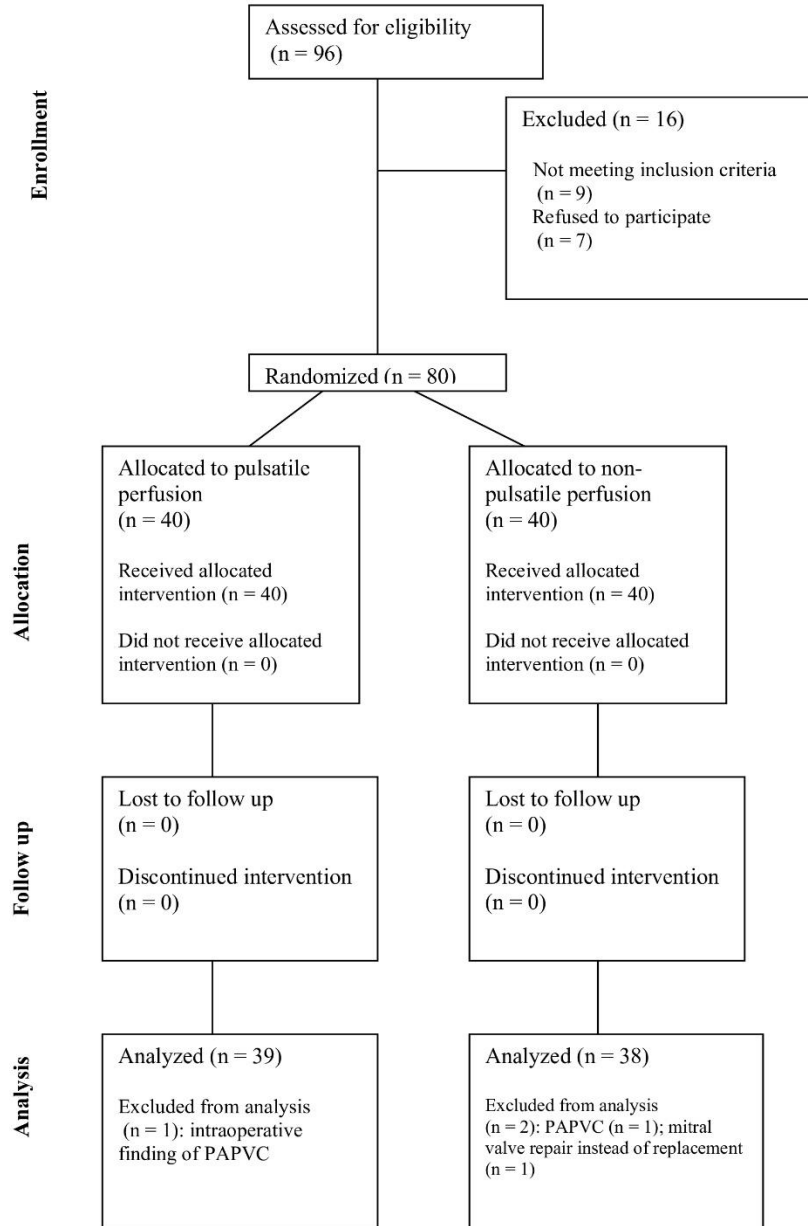 Assessed for eligibility
(n = 96)
Enrollment
Excluded (n = 16)
Not meeting inclusion criteria
(n = 9)
Refused to participate
(n = 7)
Randomized (n = 80)
Allocated to pulsatile
perfusion
(n = 40)
Received allocated
intervention (n = 40)
Did not receive allocated
intervention (n = 0)
Allocated to non-
pulsatile perfusion
(n = 40)
Received allocated
intervention (n = 40)
Did not receive allocated
intervention (n = 0)
Allocation
Lost to follow up
(n = 0)
Discontinued intervention
(n = 0)
Lost to follow up
(n = 0)
Discontinued intervention
(n = 0)
Follow up
Analyzed (n = 39)
Excluded from analysis
(n = 1): intraoperative
finding of PAPVC
Analyzed (n = 38)
Excluded from analysis
(n = 2): PAPVC (n = 1); mitral
valve repair instead of replacement
(n = 1)
Analysis